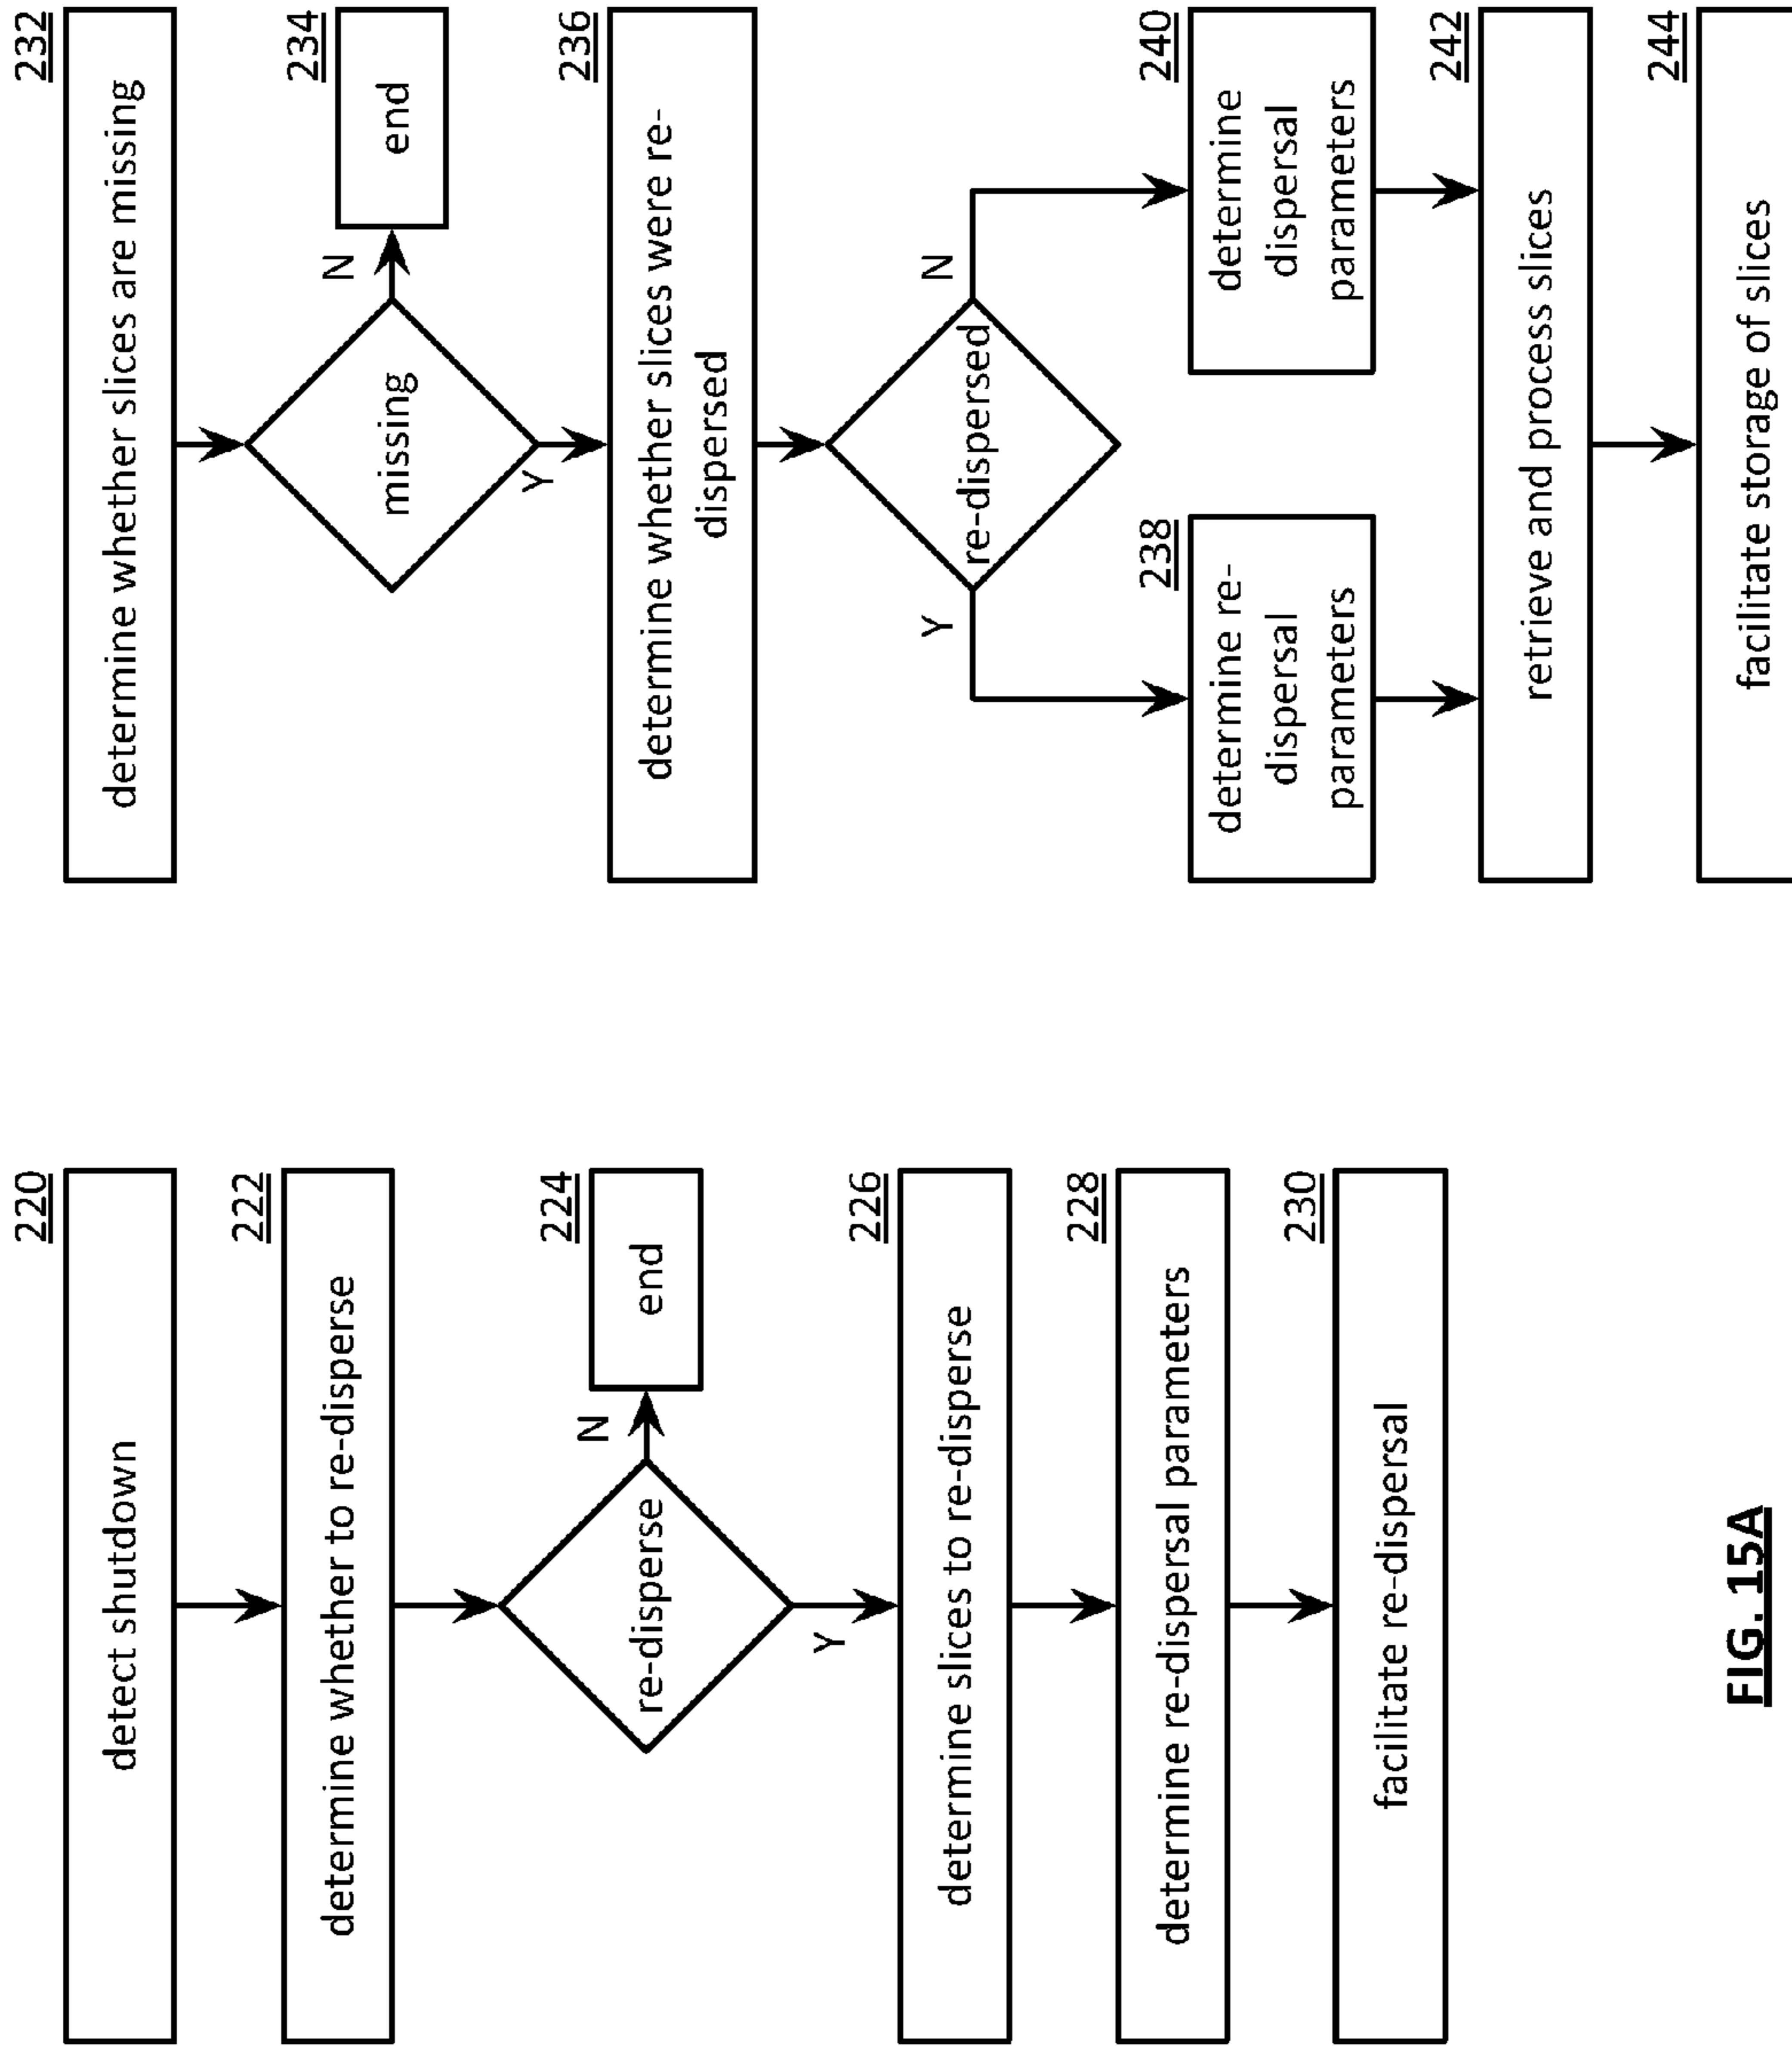 220
detect shutdown
222
determine whether to re-disperse
re-disperse
N
224
end
Y
226
determine slices to re-disperse
228
determine re-dispersal parameters
230
facilitate re-dispersal
FIG. 15A
232
determine whether slices are missing
missing
N
234
end
Y
236
determine whether slices were re-
dispersed
re-dispersed
Y
N
238
determine re-
dispersal
parameters
240
determine
dispersal
parameters
242
retrieve and process slices
244
facilitate storage of slices